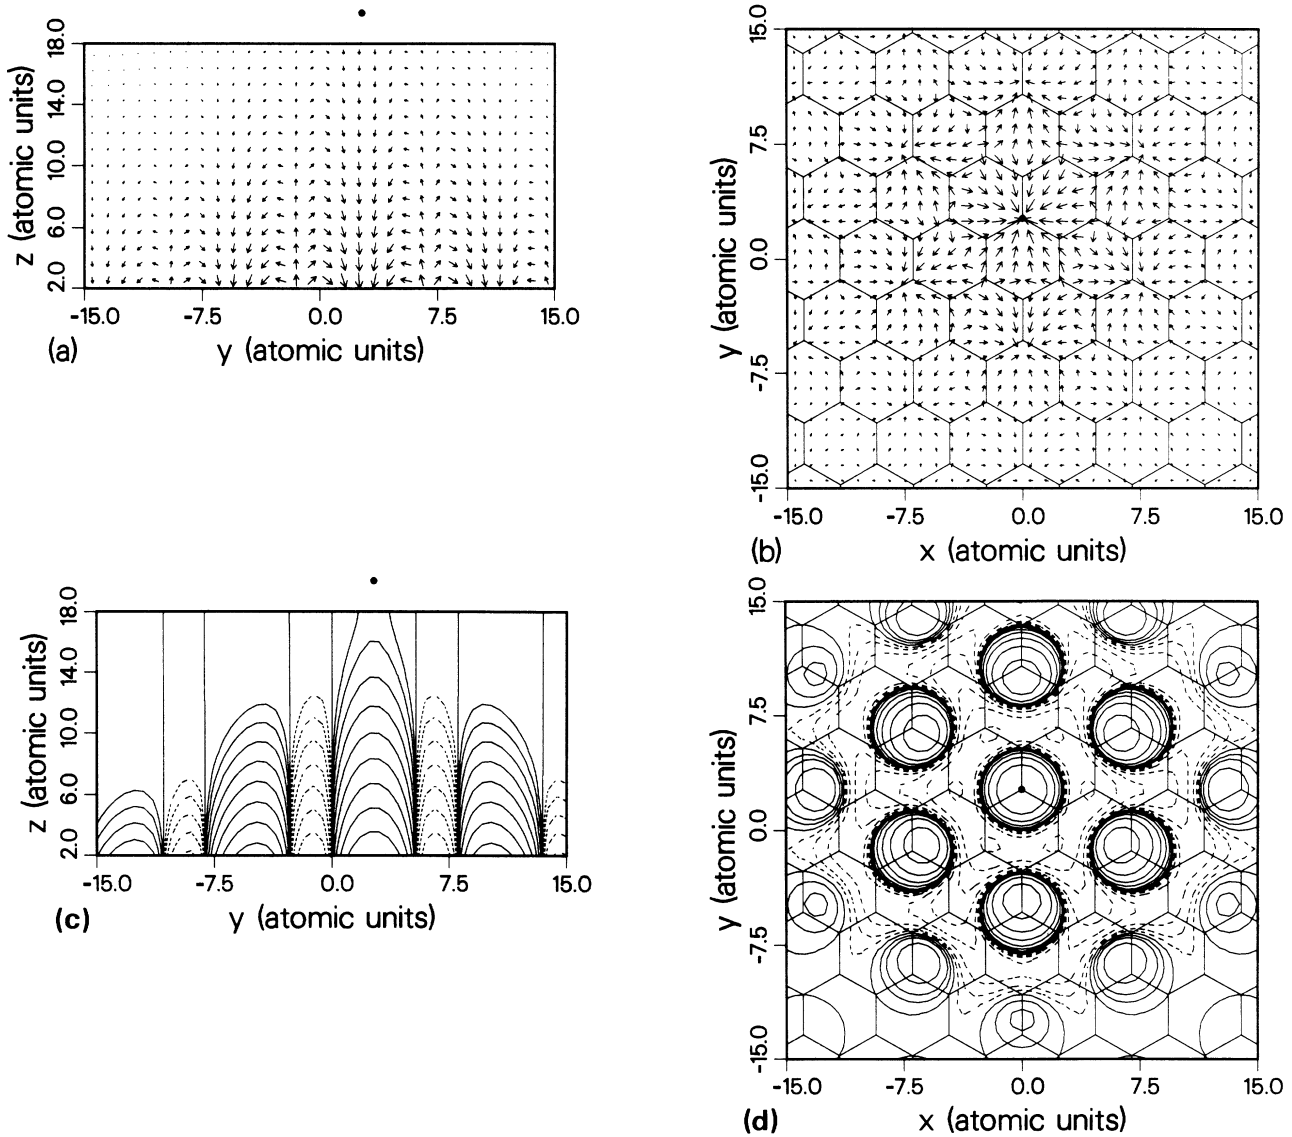 18.0
14.0
10.0
6.0
2.0
z (atomic units)
-15.0 -7.5 0.0 7.5 15.0
(a) y (atomic units)
15.0
7.5
0.0
-7.5
-15.0
y (atomic units)
-15.0 -7.5 0.0 7.5 15.0
(b) x (atomic units)
18.0
14.0
10.0
6.0
2.0
z (atomic units)
-15.0 -7.5 0.0 7.5 15.0
(c) y (atomic units)
15.0
7.5
0.0
-7.5
-15.0
y (atomic units)
-15.0 -7.5 0.0 7.5 15.0
(d) x (atomic units)